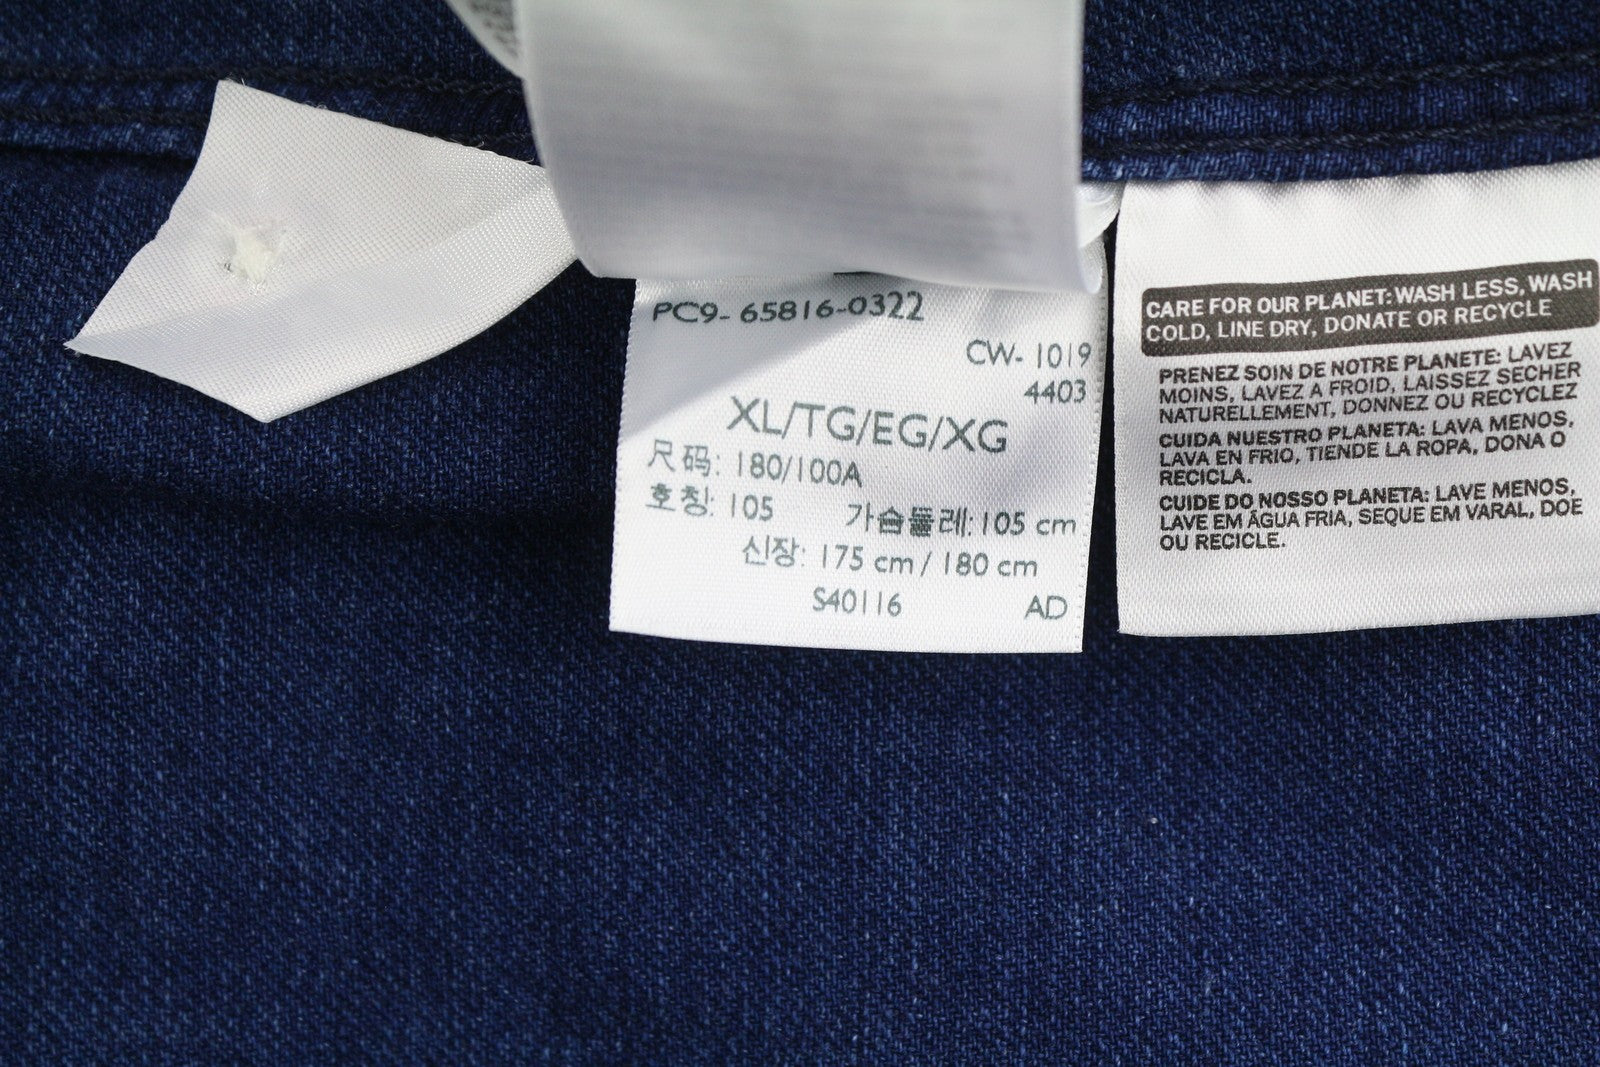 PC9- 65816-0322
CW- 1019
4403
XL/TG/EG/XG
尺码: 180/100A
호칭: 105 가슴둘레: 105 cm
신장: 175 cm / 180 cm
S40116 AD
CARE FOR OUR PLANET: WASH LESS, WASH
COLD, LINE DRY, DONATE OR RECYCLE
PRENEZ SOIN DE NOTRE PLANETE: LAVEZ
MOINS, LAVEZ A FROID, LAISSEZ SECHER
NATURELLEMENT, DONNEZ OU RECYCLEZ
CUIDA NUESTRO PLANETA: LAVA MENOS,
LAVA EN FRIO, TIENDE LA ROPA, DONA O
RECICLA.
CUIDE DO NOSSO PLANETA: LAVE MENOS,
LAVE EM ÁGUA FRIA, SEQUE EM VARAL, DOE
OU RECICLE.